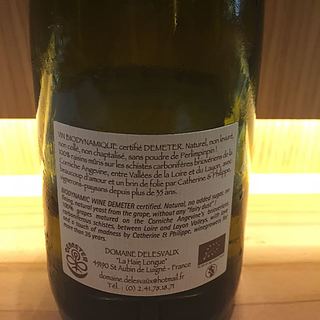 VIN BIODYNAMIQUE certifié DEMETER. Naturel, non levuré,
non collé, non chaptalisé, sans poudre de Perlimpinpin !
100% raisins mûrs sur les schistes carbonifères briovériens de la
Corniche Angevine, entre Vallées de la Loire et du Layon, avec
beaucoup d'amour et un brin de folie par Catherine & Philippe,
vignerons-paysans depuis plus de 35 ans.
BIODYNAMIC WINE DEMETER certified. Natural, no added sugar, no
fining, natural yeast from the grape, without any "fairy dust" !
100% grapes matured on the Corniche Angevine's
carboniferous schistes, between Loire and Layon Valleys, with love
and touch of madness by Catherine & Philippe, winegrowers
more than 35 years.
DOMAINE DELESVAUX
"La Haie Longue"
49190 St Aubin de Luigné - France
domaine.delesvaux@hotmail.fr
Tél. : (0) 2.41.78.18.71